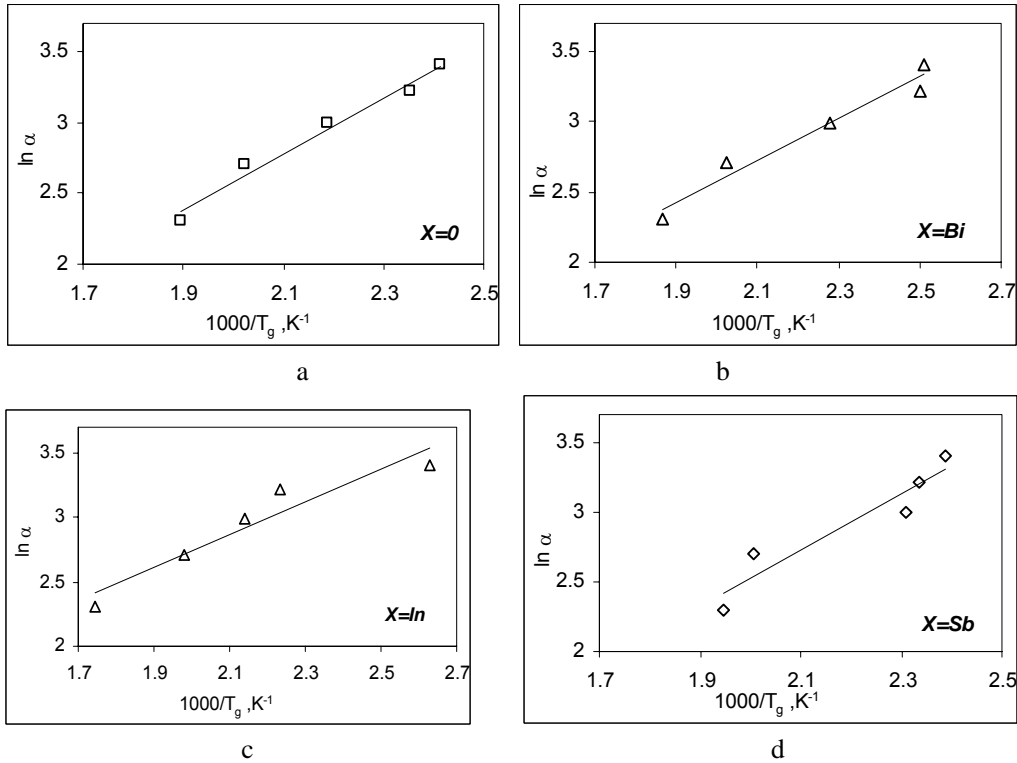 3.5
3
2.5
2
ln α
X=0
1.7 1.9 2.1 2.3 2.5
1000/Tg ,K-1
a
3.5
3
2.5
2
ln α
X=Bi
1.7 1.9 2.1 2.3 2.5 2.7
1000/Tg ,K-1
b
3.5
3
2.5
2
ln α
X=In
1.7 1.9 2.1 2.3 2.5 2.7
1000/Tg ,K-1
c
3.5
3
2.5
2
ln α
X=Sb
1.7 1.9 2.1 2.3 2.5
1000/Tg ,K-1
d